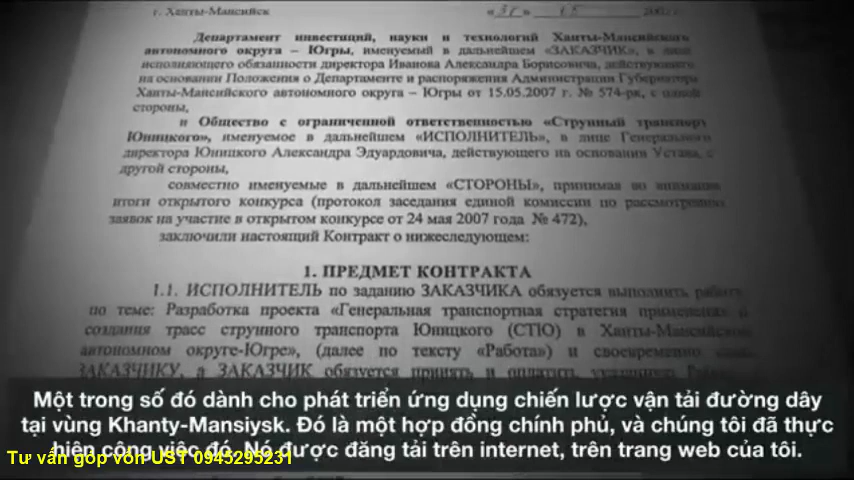 г. Ханты-Мансийск
Департамент инвестиций, науки и технологий Ханты-Мансийского
автономного округа – Югры, именуемый в дальнейшем «ЗАКАЗЧИК», в лице
исполняющего обязанности директора Иванова Александра Борисовича, действующего
на основании Положения о Департаменте и распоряжения Администрации Губернатора
Ханты-Мансийского автономного округа – Югры от 15.05.2007 г. № 574-рк, с одной
стороны,
и Общество с ограниченной ответственностью «Струнный транспорт
Юницкого», именуемое в дальнейшем «ИСПОЛНИТЕЛЬ», в лице Генерального
директора Юницкого Александра Эдуардовича, действующего на основании Устава, с
другой стороны,
совместно именуемые в дальнейшем «СТОРОНЫ», принимая во внимание
итоги открытого конкурса (протокол заседания единой комиссии по рассмотрению
заявок на участие в открытом конкурсе от 24 мая 2007 года № 472),
заключили настоящий Контракт о нижеследующем:
1. ПРЕДМЕТ КОНТРАКТА
1.1. ИСПОЛНИТЕЛЬ по заданию ЗАКАЗЧИКА обязуется выполнить работу
по теме: Разработка проекта «Генеральная транспортная стратегия применения и
создания трасс струнного транспорта Юницкого (СТЮ) в Ханты-Мансийском
автономном округе-Югре», (далее по тексту «Работа») и своевременно
ЗАКАЗЧИКУ, а ЗАКАЗЧИК обязуется принять и оплатить
Một trong số đó dành cho phát triển ứng dụng chiến lược vận tải đường dây
tại vùng Khanty-Mansiysk. Đó là một hợp đồng chính phủ, và chúng tôi đã thực
hiện công việc đó. Nó được đăng tải trên internet, trên trang web của tôi.
Tư vấn góp vốn UST 0945295231